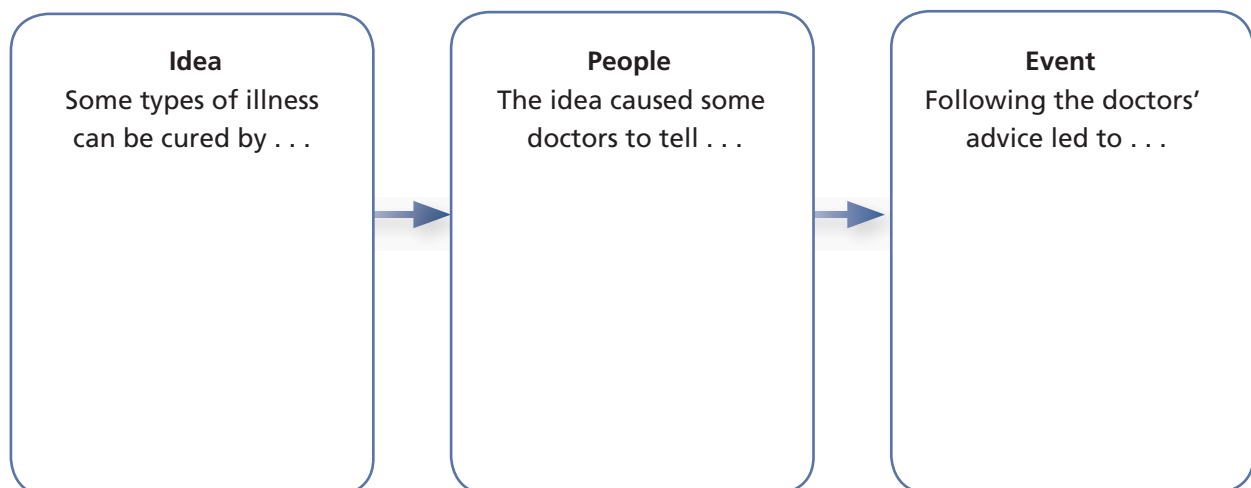 Idea
Some types of illness
can be cured by . . .
People
The idea caused some
doctors to tell . . .
Event
Following the doctors’
advice led to . . .